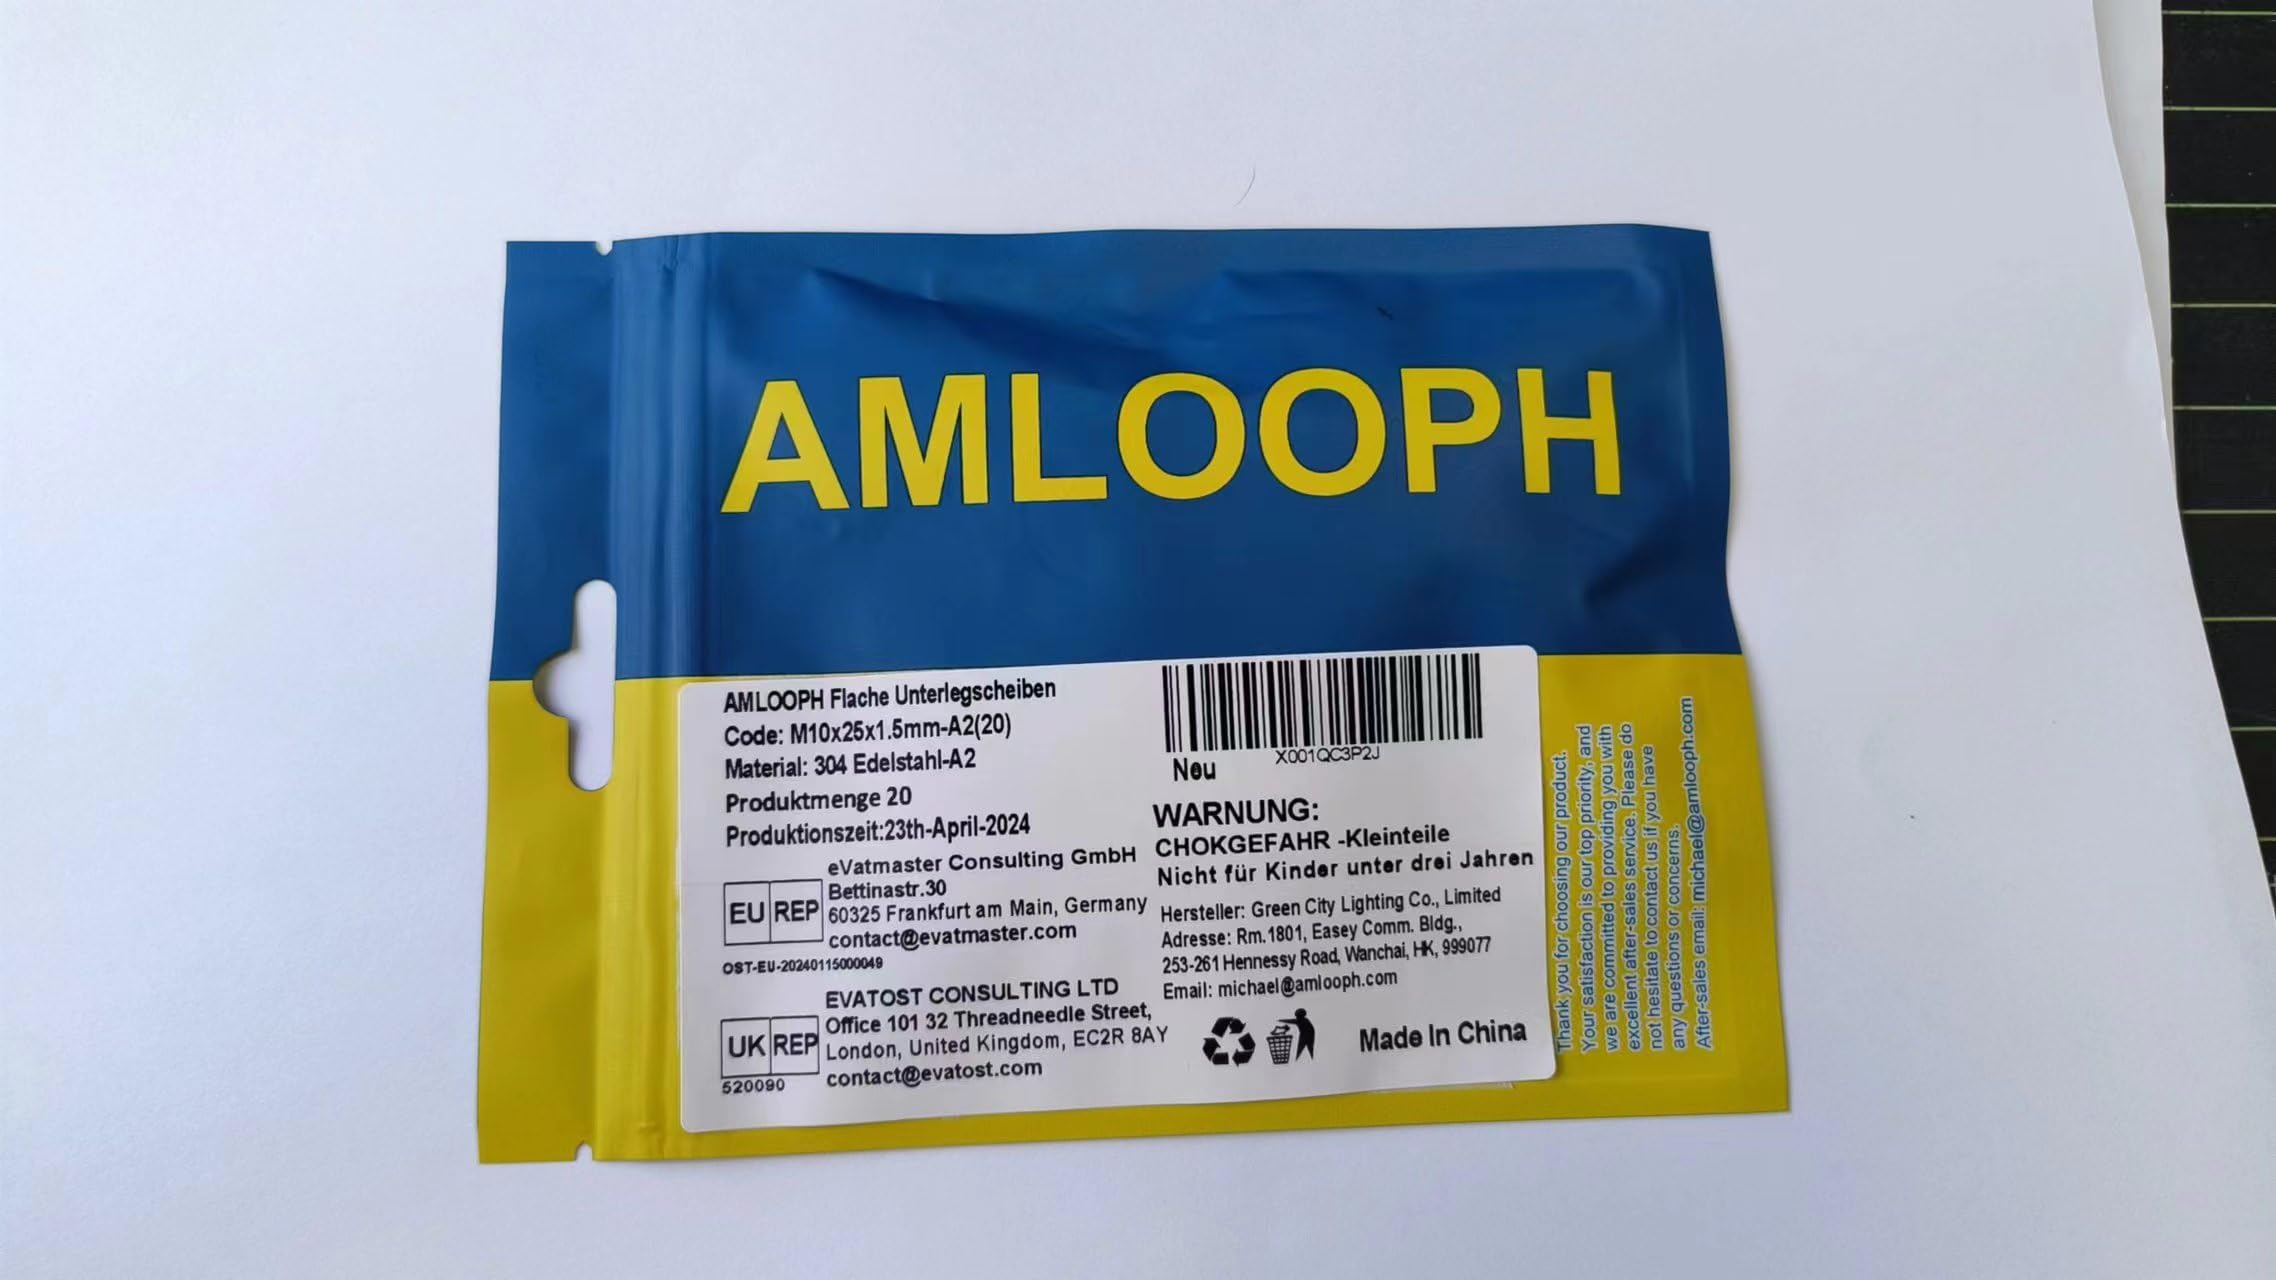 AMLOOPH
AMLOOPH Flache Unterlegscheiben
Code: M10x25x1.5mm-A2(20)
Material: 304 Edelstahl-A2
Produktmenge 20
Produktionszeit:23th-April-2024
eVatmaster Consulting GmbH
Bettinastr.30
60325 Frankfurt am Main, Germany
contact@evatmaster.com
EU REP
OST-EU-20240115000049
EVATOST CONSULTING LTD
Office 101 32 Threadneedle Street,
London, United Kingdom, EC2R 8AY
contact@evatost.com
UK REP
520090
X001QC3P2J
Neu
WARNUNG:
CHOKGEFAHR -Kleinteile
Nicht für Kinder unter drei Jahren
Hersteller: Green City Lighting Co., Limited
Adresse: Rm.1801, Easey Comm. Bldg.,
253-261 Hennessy Road, Wanchai, HK, 999077
Email: michael@amlooph.com
Made In China
Thank you for choosing our product.
Your satisfaction is our top priority, and
we are committed to providing you with
excellent after-sales service. Please do
not hesitate to contact us if you have
any questions or concerns.
After-sales email: michael@amlooph.com